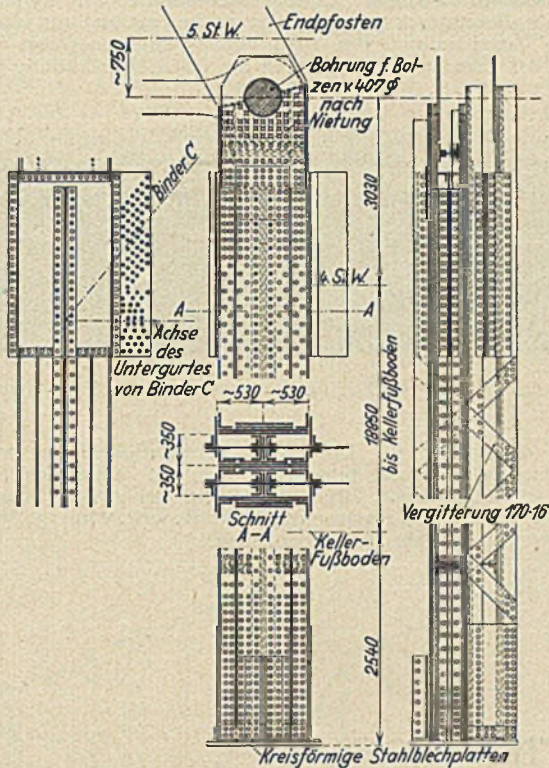 5. St. W.
Endpfosten
~750
Bohrung f. Bol-
zen v. 407 ϕ
nach
Nietung
Binder C
3030
4. St. W.
A
A
Achse
des
Untergurtes
von Binder C
~530
~530
18850
bis Kellerfußboden
~350
~350
Vergitterung 170·16
Schnitt
A–A
Keller-
Fußboden
2540
Kreisförmige Stahlblechplatten